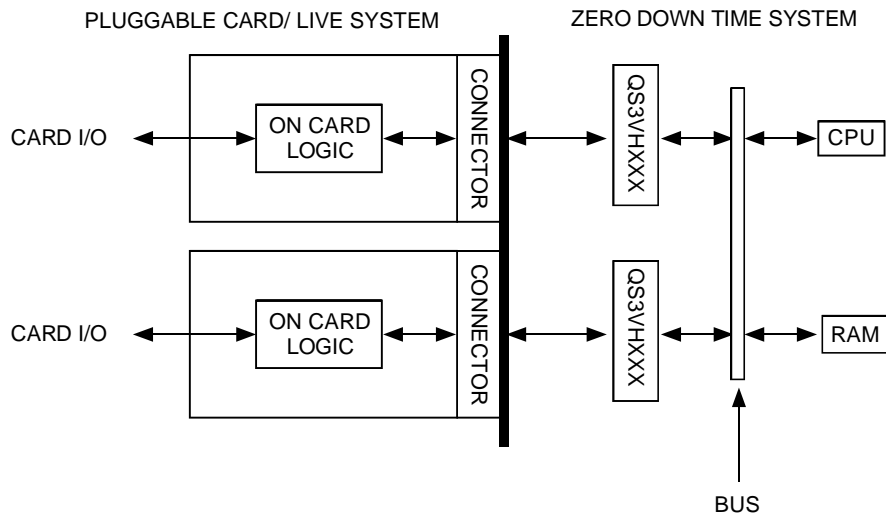 PLUGGABLE CARD/ LIVE SYSTEM
ZERO DOWN TIME SYSTEM
CARD I/O
ON CARD
LOGIC
CONNECTOR
QS3VHXXX
CPU
CARD I/O
ON CARD
LOGIC
CONNECTOR
QS3VHXXX
RAM
BUS